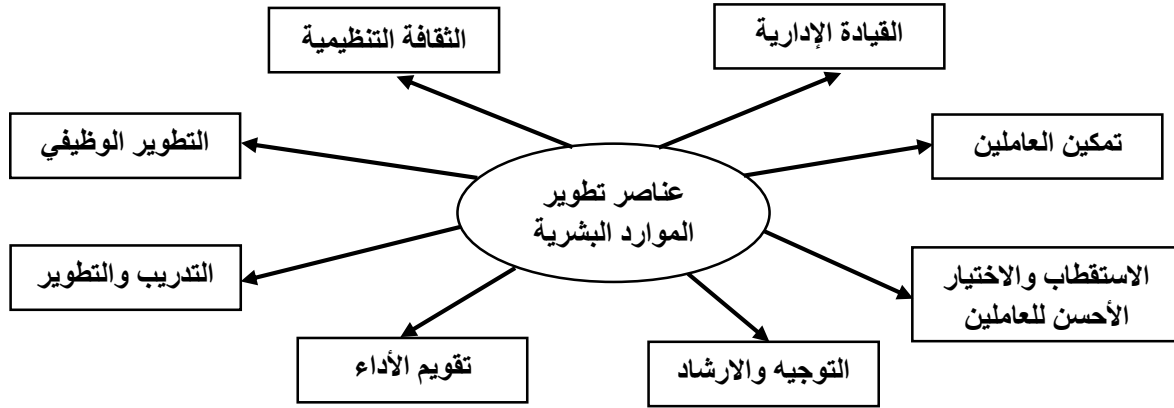 القيادة الإدارية
الثقافة التنظيمية
تمكين العاملين
التطوير الوظيفي
عناصر تطوير
الموارد البشرية
الاستقطاب والاختيار
الأحسن للعاملين
التدريب والتطوير
التوجيه والارشاد
تقويم الأداء